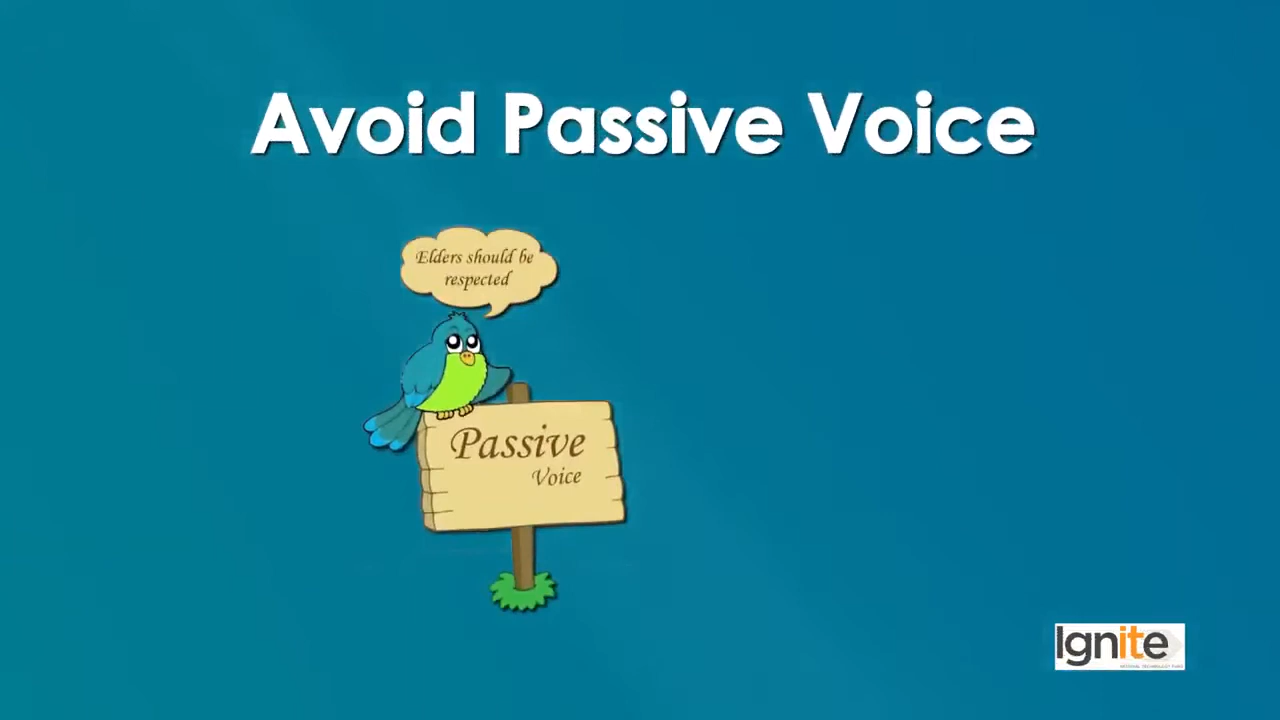 Avoid Passive Voice
Elders should be
respected
Passive
Voice
Ignite